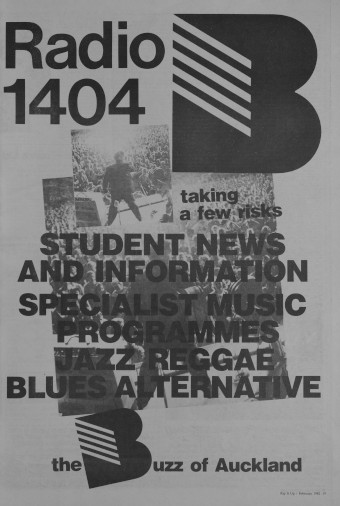 Radio B
1404
taking
a few risks
STUDENT NEWS
AND INFORMATION
SPECIALIST MUSIC
PROGRAMMES
JAZZ REGGAE
BLUES ALTERNATIVE
the Buzz of Auckland